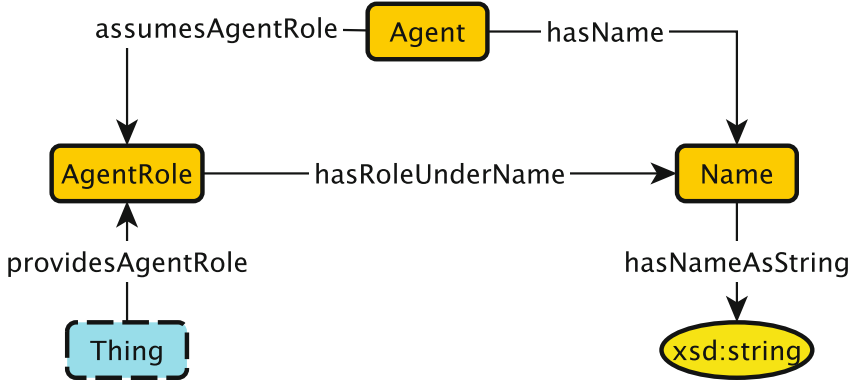 assumesAgentRole
Agent
hasName
AgentRole
hasRoleUnderName
Name
providesAgentRole
hasNameAsString
Thing
xsd:string